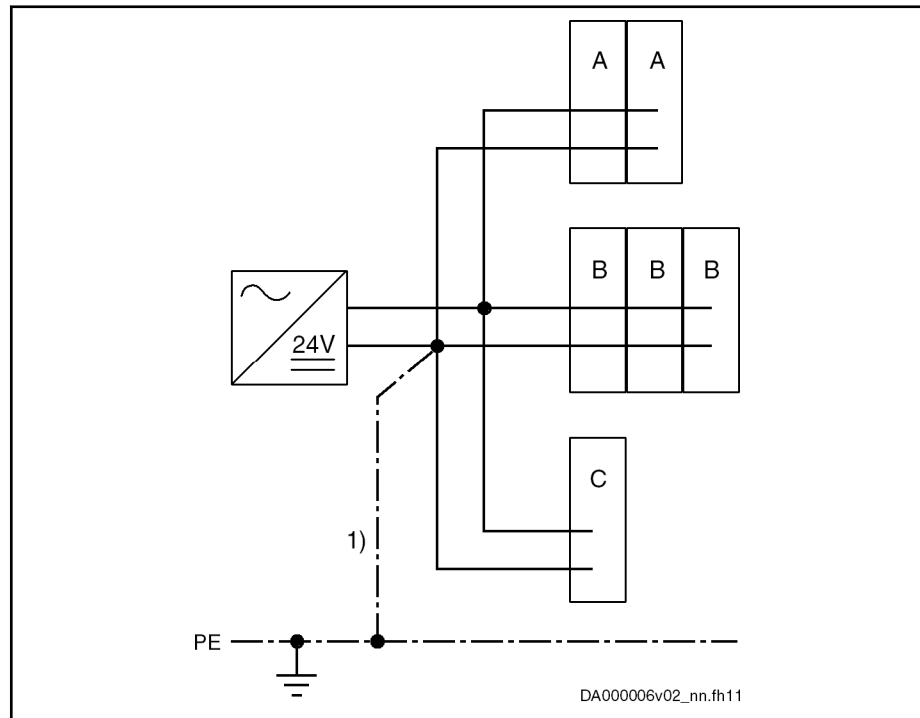 A A
B B B
24V
C
1)
PE
DA000006v02_nn.fh11